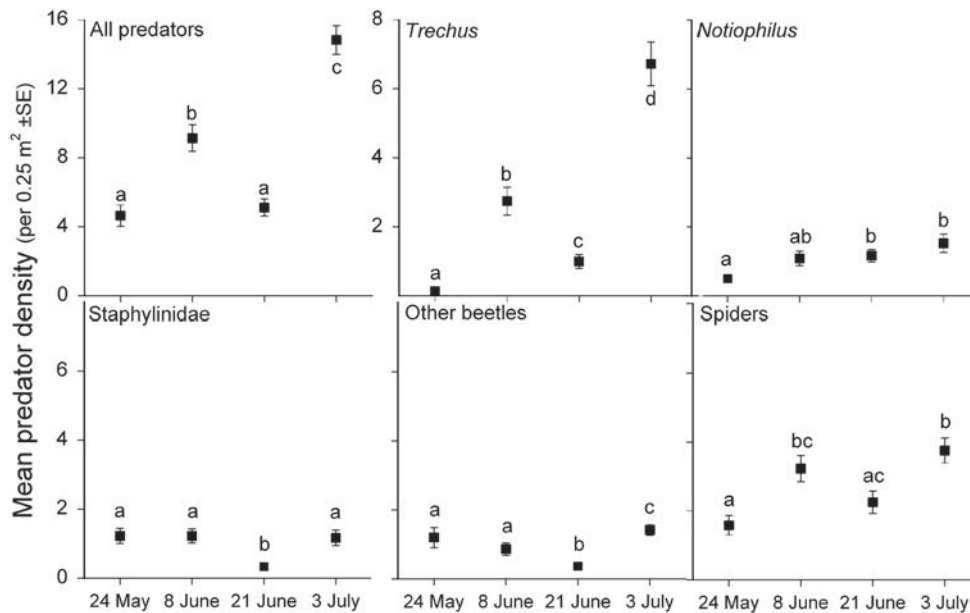 Mean predator density (per 0.25 m² ±SE)
All predators
16
12
8
4
0
a
b
a
c
Trechus
8
6
4
2
a
b
c
d
Notiophilus
a
ab
b
b
Staphylinidae
6
4
2
0
a
a
b
a
24 May 8 June 21 June 3 July
Other beetles
a
a
b
c
24 May 8 June 21 June 3 July
Spiders
a
bc
ac
b
24 May 8 June 21 June 3 July